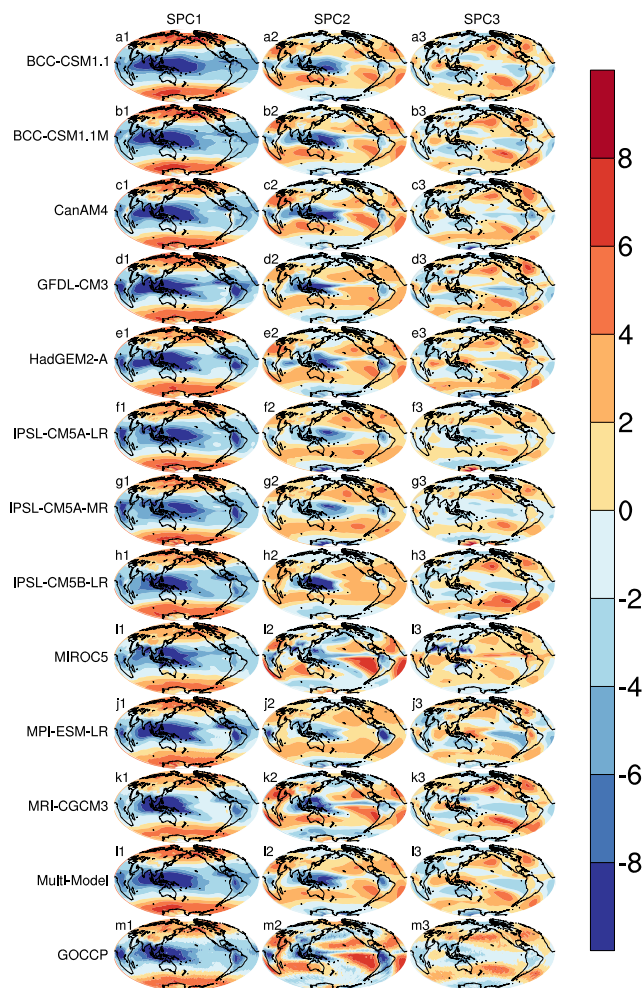 SPC1 SPC2 SPC3
a1 a2 a3
BCC-CSM1.1
b1 b2 b3
BCC-CSM1.1M
c1 c2 c3
CanAM4
d1 d2 d3
GFDL-CM3
e1 e2 e3
HadGEM2-A
f1 f2 f3
IPSL-CM5A-LR
g1 g2 g3
IPSL-CM5A-MR
h1 h2 h3
IPSL-CM5B-LR
I1 I2 I3
MIROC5
j1 j2 j3
MPI-ESM-LR
k1 k2 k3
MRI-CGCM3
l1 l2 l3
Multi-Model
m1 m2 m3
GOCCP
8
6
4
2
0
-2
-4
-6
-8